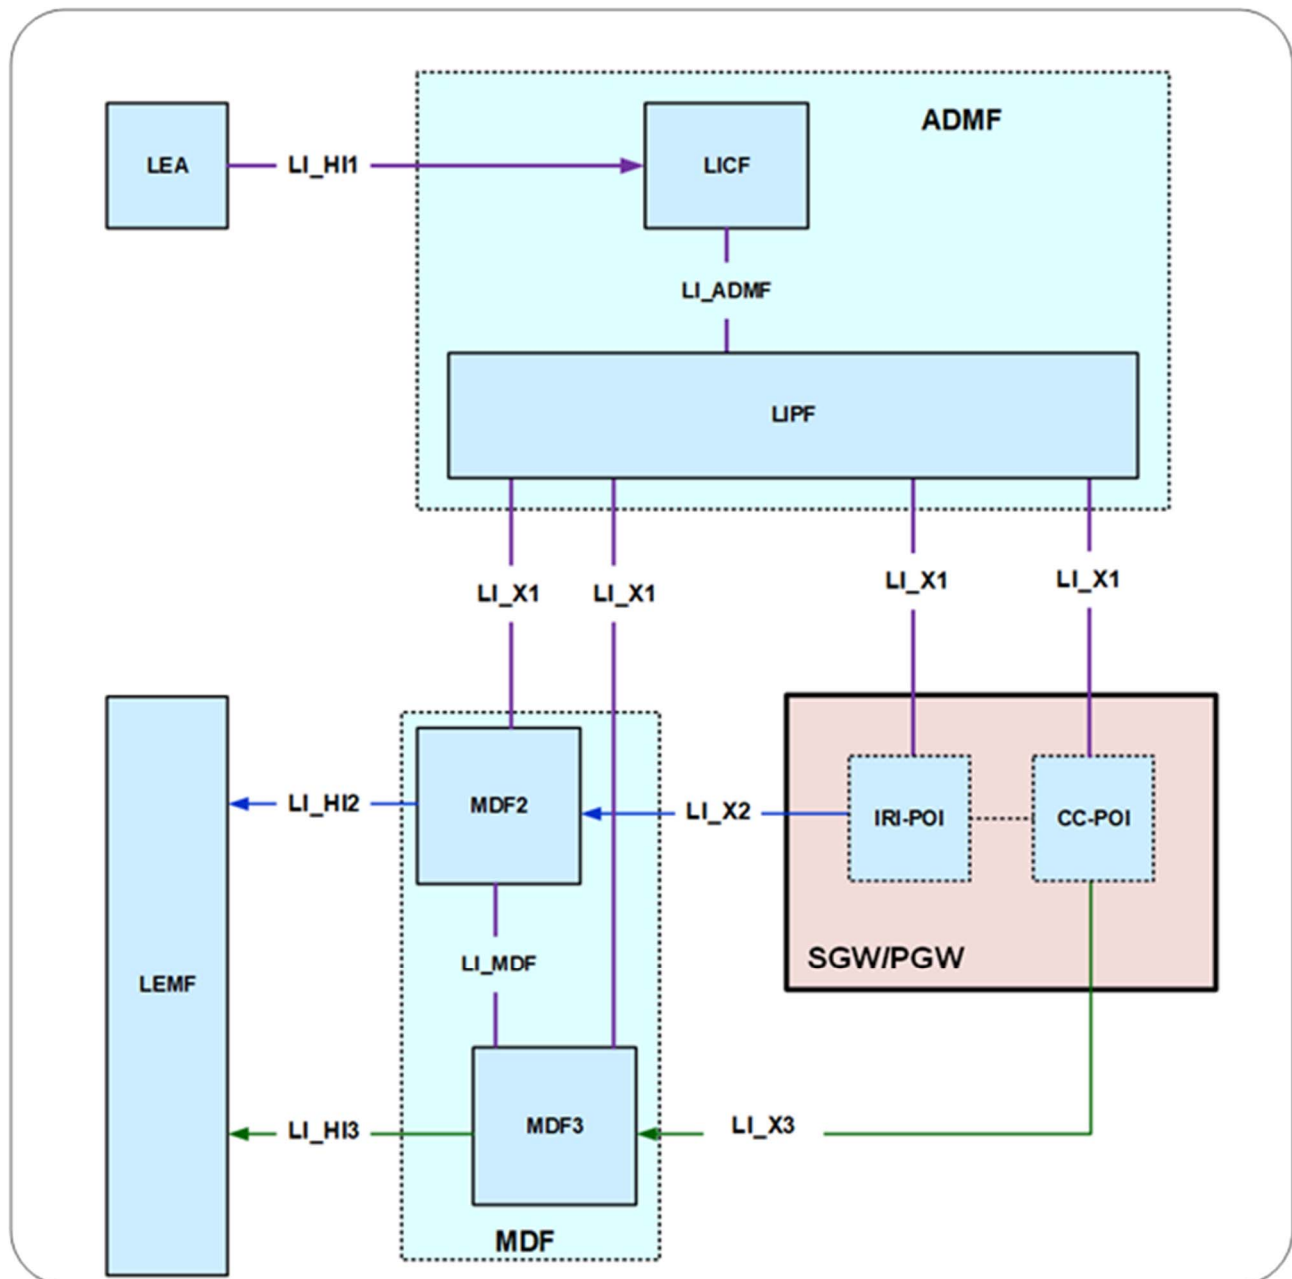 ADMF
LEA
LI_HI1
LICF
LI_ADMF
LIPF
LI_X1
LI_X1
LI_X1
LI_X1
LI_HI2
MDF2
LI_X2
IRI-POI
CC-POI
SGW/PGW
LI_MDF
LEMF
LI_HI3
MDF3
LI_X3
MDF